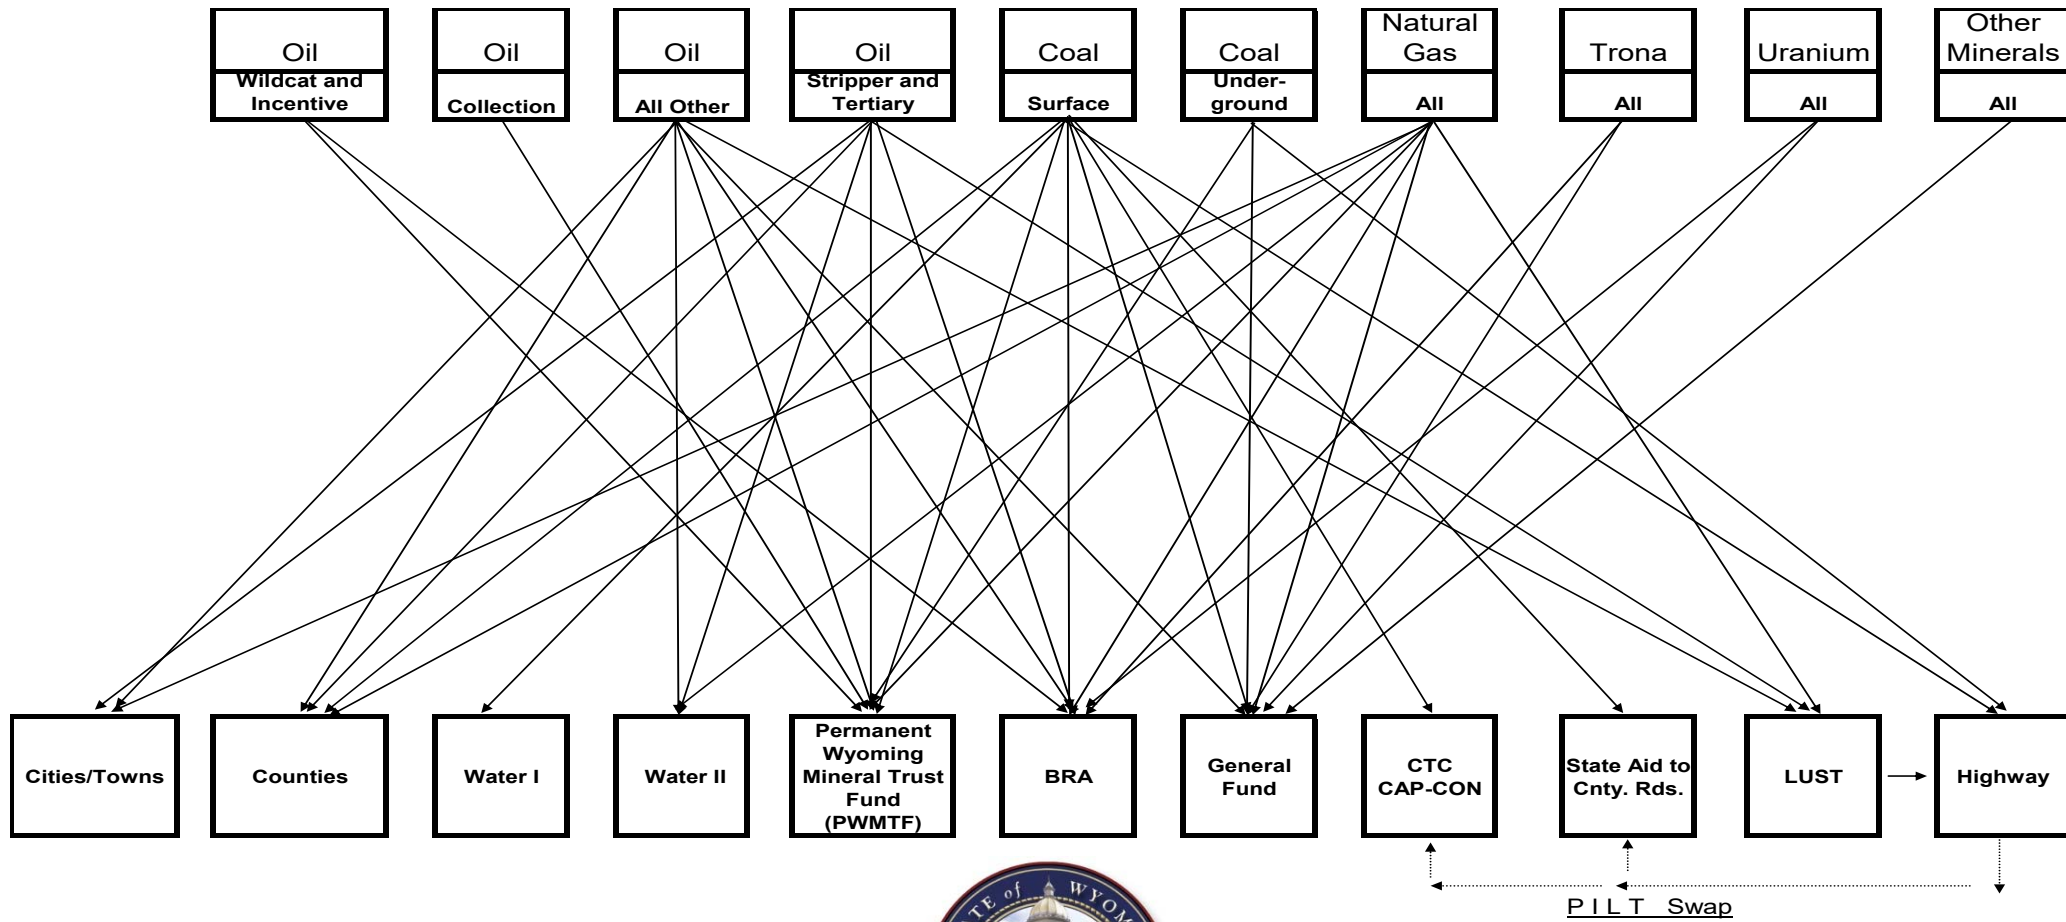 Oil
Wildcat and
Incentive
Oil
Collection
Oil
All Other
Oil
Stripper and
Tertiary
Coal
Surface
Coal
Under-
ground
Natural
Gas
All
Trona
All
Uranium
All
Other
Minerals
All
Cities/Towns
Counties
Water I
Water II
Permanent
Wyoming
Mineral Trust
Fund
(PWMTF)
BRA
General
Fund
CTC
CAP-CON
State Aid to
Cnty. Rds.
LUST
Highway
P I L T Swap
of